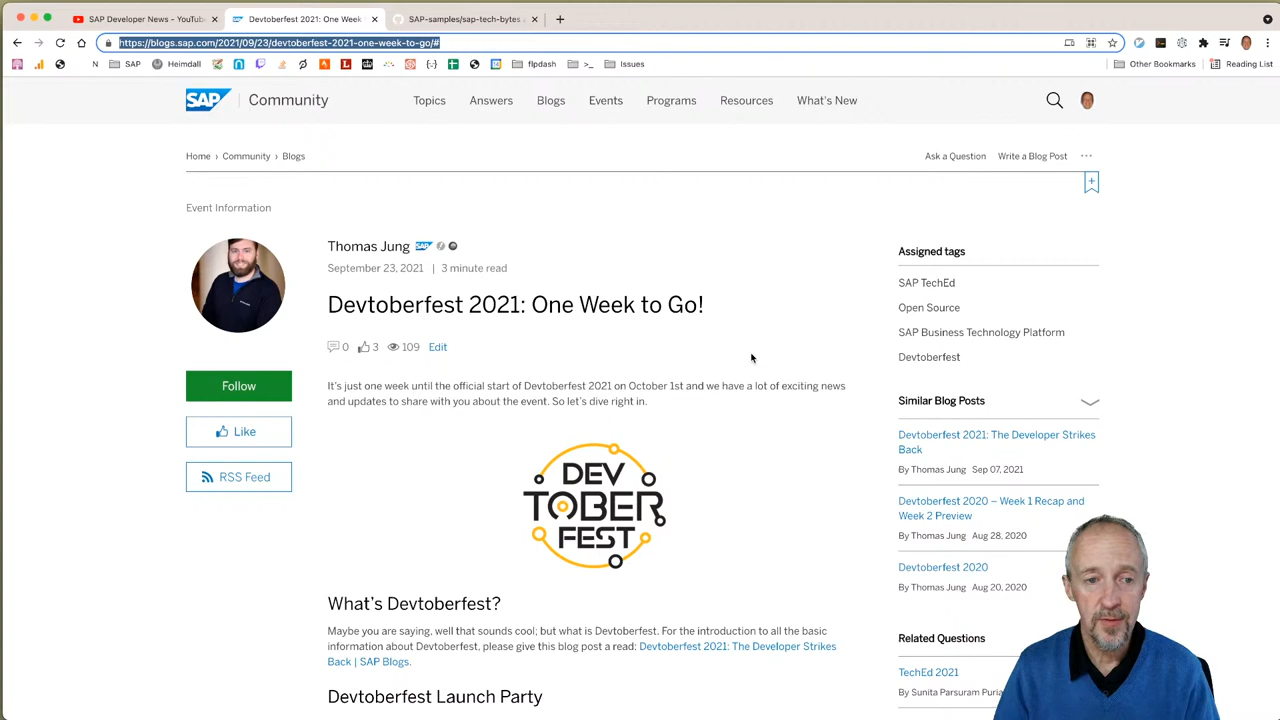 SAP Developer News – YouTube
Devtoberfest 2021: One Week
SAP-samples/sap-tech-bytes
https://blogs.sap.com/2021/09/23/devtoberfest-2021-one-week-to-go/#
N
SAP
Heimdall
flpdash
>_
Issues
Other Bookmarks
Reading List
SAP
Community
Topics
Answers
Blogs
Events
Programs
Resources
What's New
Home › Community › Blogs
Ask a Question
Write a Blog Post
Event Information
Thomas Jung SAP
September 23, 2021 | 3 minute read
Devtoberfest 2021: One Week to Go!
0 3 109 Edit
Follow
Like
RSS Feed
It's just one week until the official start of Devtoberfest 2021 on October 1st and we have a lot of exciting news
and updates to share with you about the event. So let's dive right in.
DEV
TOBER
FEST
What's Devtoberfest?
Maybe you are saying, well that sounds cool; but what is Devtoberfest. For the introduction to all the basic
information about Devtoberfest, please give this blog post a read: Devtoberfest 2021: The Developer Strikes
Back | SAP Blogs.
Devtoberfest Launch Party
Assigned tags
SAP TechEd
Open Source
SAP Business Technology Platform
Devtoberfest
Similar Blog Posts
Devtoberfest 2021: The Developer Strikes
Back
By Thomas Jung Sep 07, 2021
Devtoberfest 2020 – Week 1 Recap and
Week 2 Preview
By Thomas Jung Aug 28, 2020
Devtoberfest 2020
By Thomas Jung Aug 20, 2020
Related Questions
TechEd 2021
By Sunita Parsuram